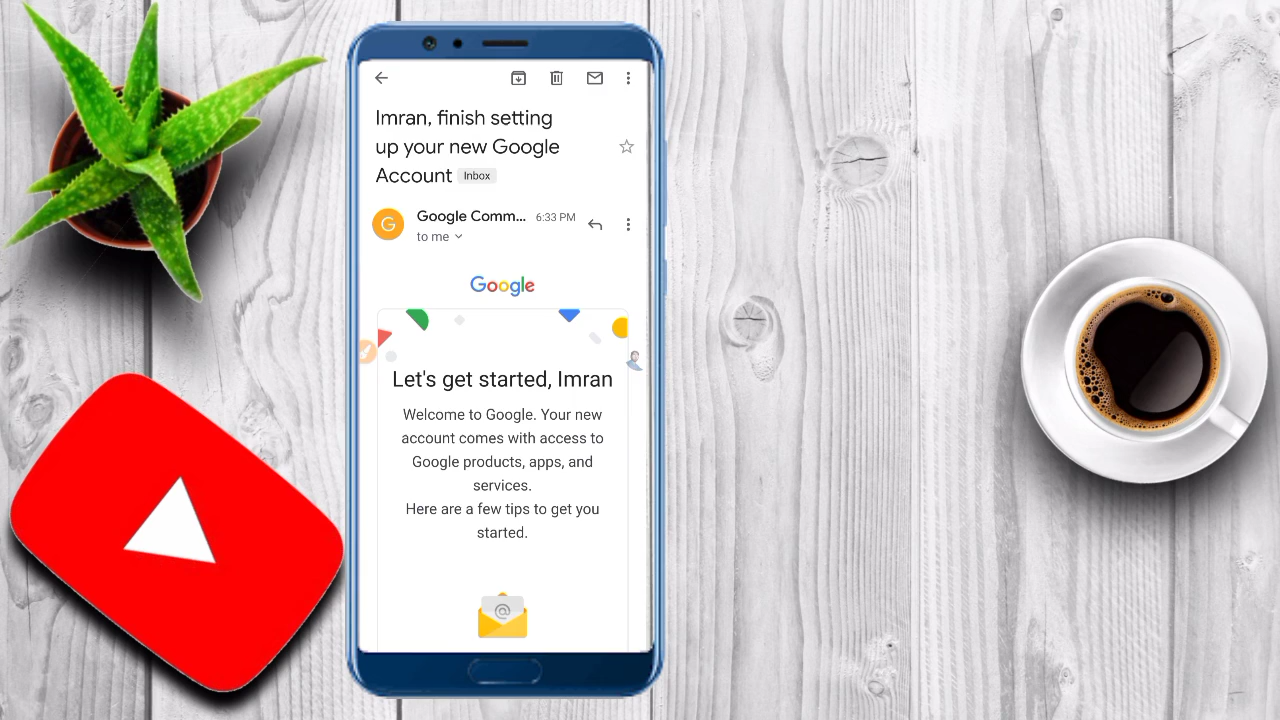 Imran, finish setting
up your new Google
Account Inbox
Google Comm... 6:33 PM
to me
G
Google
Let's get started, Imran
Welcome to Google. Your new
account comes with access to
Google products, apps, and
services.
Here are a few tips to get you
started.
@